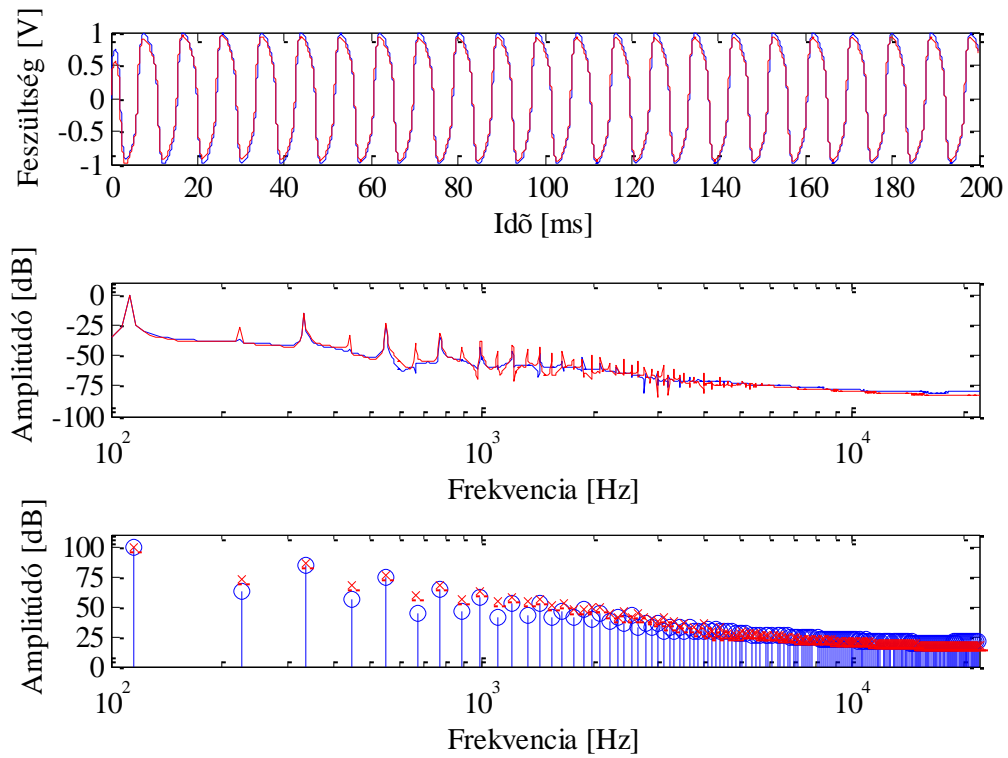 Feszültség [V]
1
0.5
0
-0.5
-1
0 20 40 60 80 100 120 140 160 180 200
Idõ [ms]
Amplitúdó [dB]
0
-25
-50
-75
-100
10^2 10^3 10^4
Frekvencia [Hz]
Amplitúdó [dB]
100
75
50
25
0
10^2 10^3 10^4
Frekvencia [Hz]